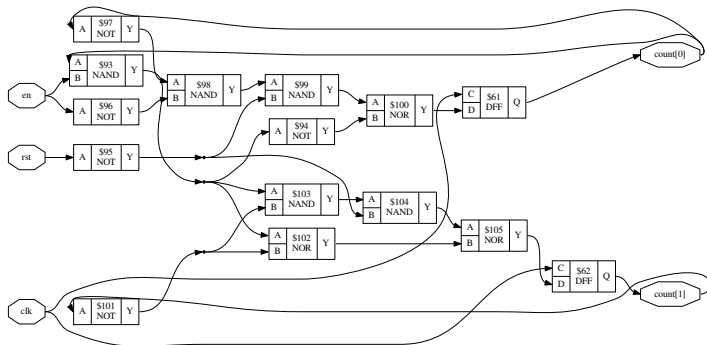 A $97 NOT Y
A B $93 NAND Y
en
A $96 NOT Y
rst
A $95 NOT Y
clk
A $101 NOT Y
A B $98 NAND Y
A B $99 NAND Y
A $94 NOT Y
A B $100 NOR Y
A B $103 NAND Y
A B $102 NOR Y
A B $104 NAND Y
A B $105 NOR Y
C D $61 DFF Q
C D $62 DFF Q
count[0]
count[1]